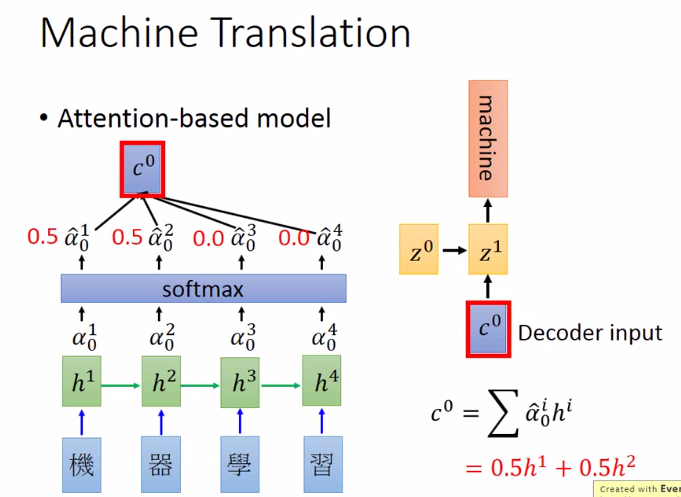 Machine Translation
• Attention-based model
c⁰
0.5 α̂₀¹ 0.5 α̂₀² 0.0 α̂₀³ 0.0 α̂₀⁴
softmax
α₀¹ α₀² α₀³ α₀⁴
h¹ h² h³ h⁴
機 器 學 習
machine
z⁰ z¹
c⁰ Decoder input
c⁰ = ∑ α̂₀ⁱhⁱ
= 0.5h¹ + 0.5h²
Created with Ever